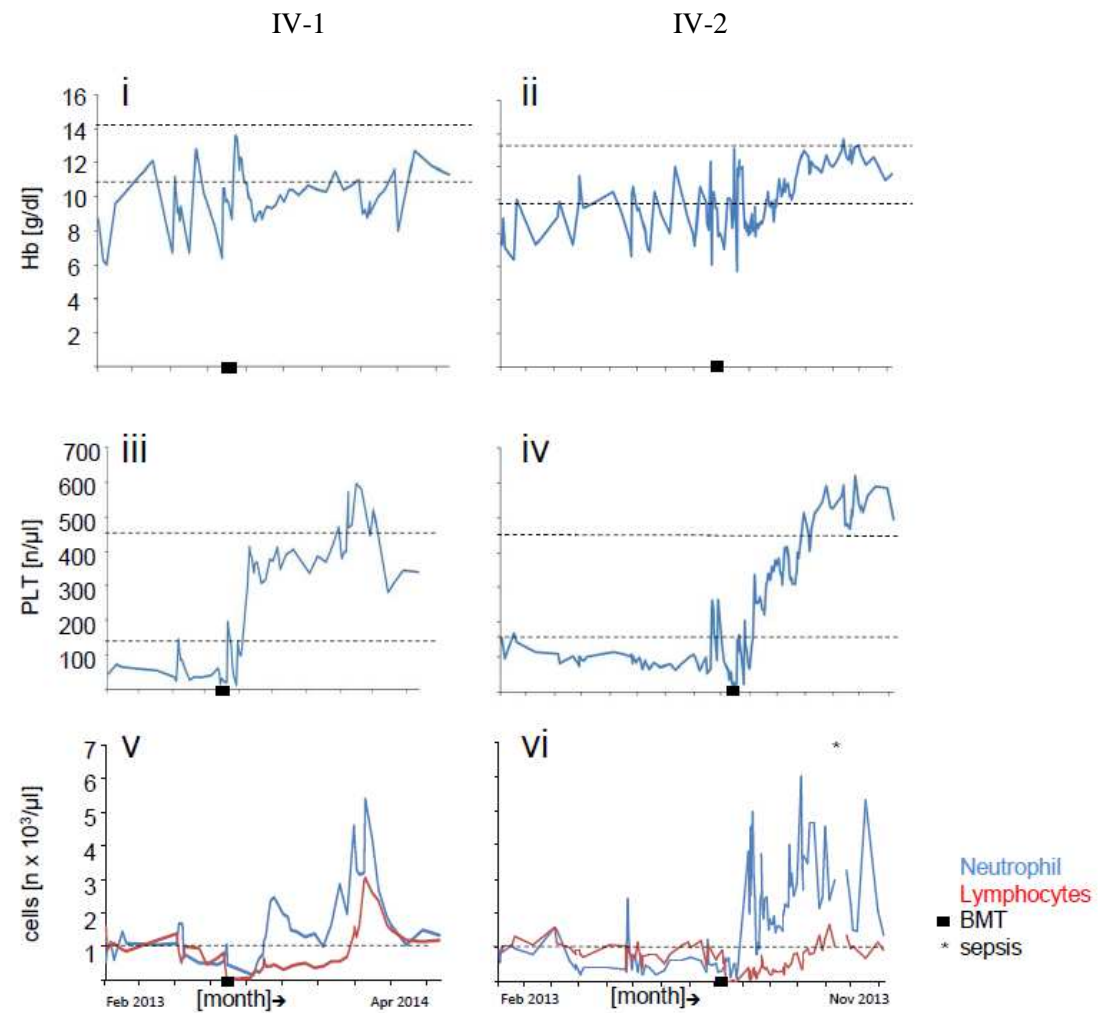 IV-1 IV-2
i ii
16
14
12
10
8
6
4
2
Hb [g/dl]
iii iv
700
600
500
400
300
200
100
PLT [n/µl]
v vi
*
7
6
5
4
3
2
1
cells [n x 10³/µl]
Feb 2013 [month]→ Apr 2014
Feb 2013 [month]→ Nov 2013
Neutrophil
Lymphocytes
BMT
* sepsis